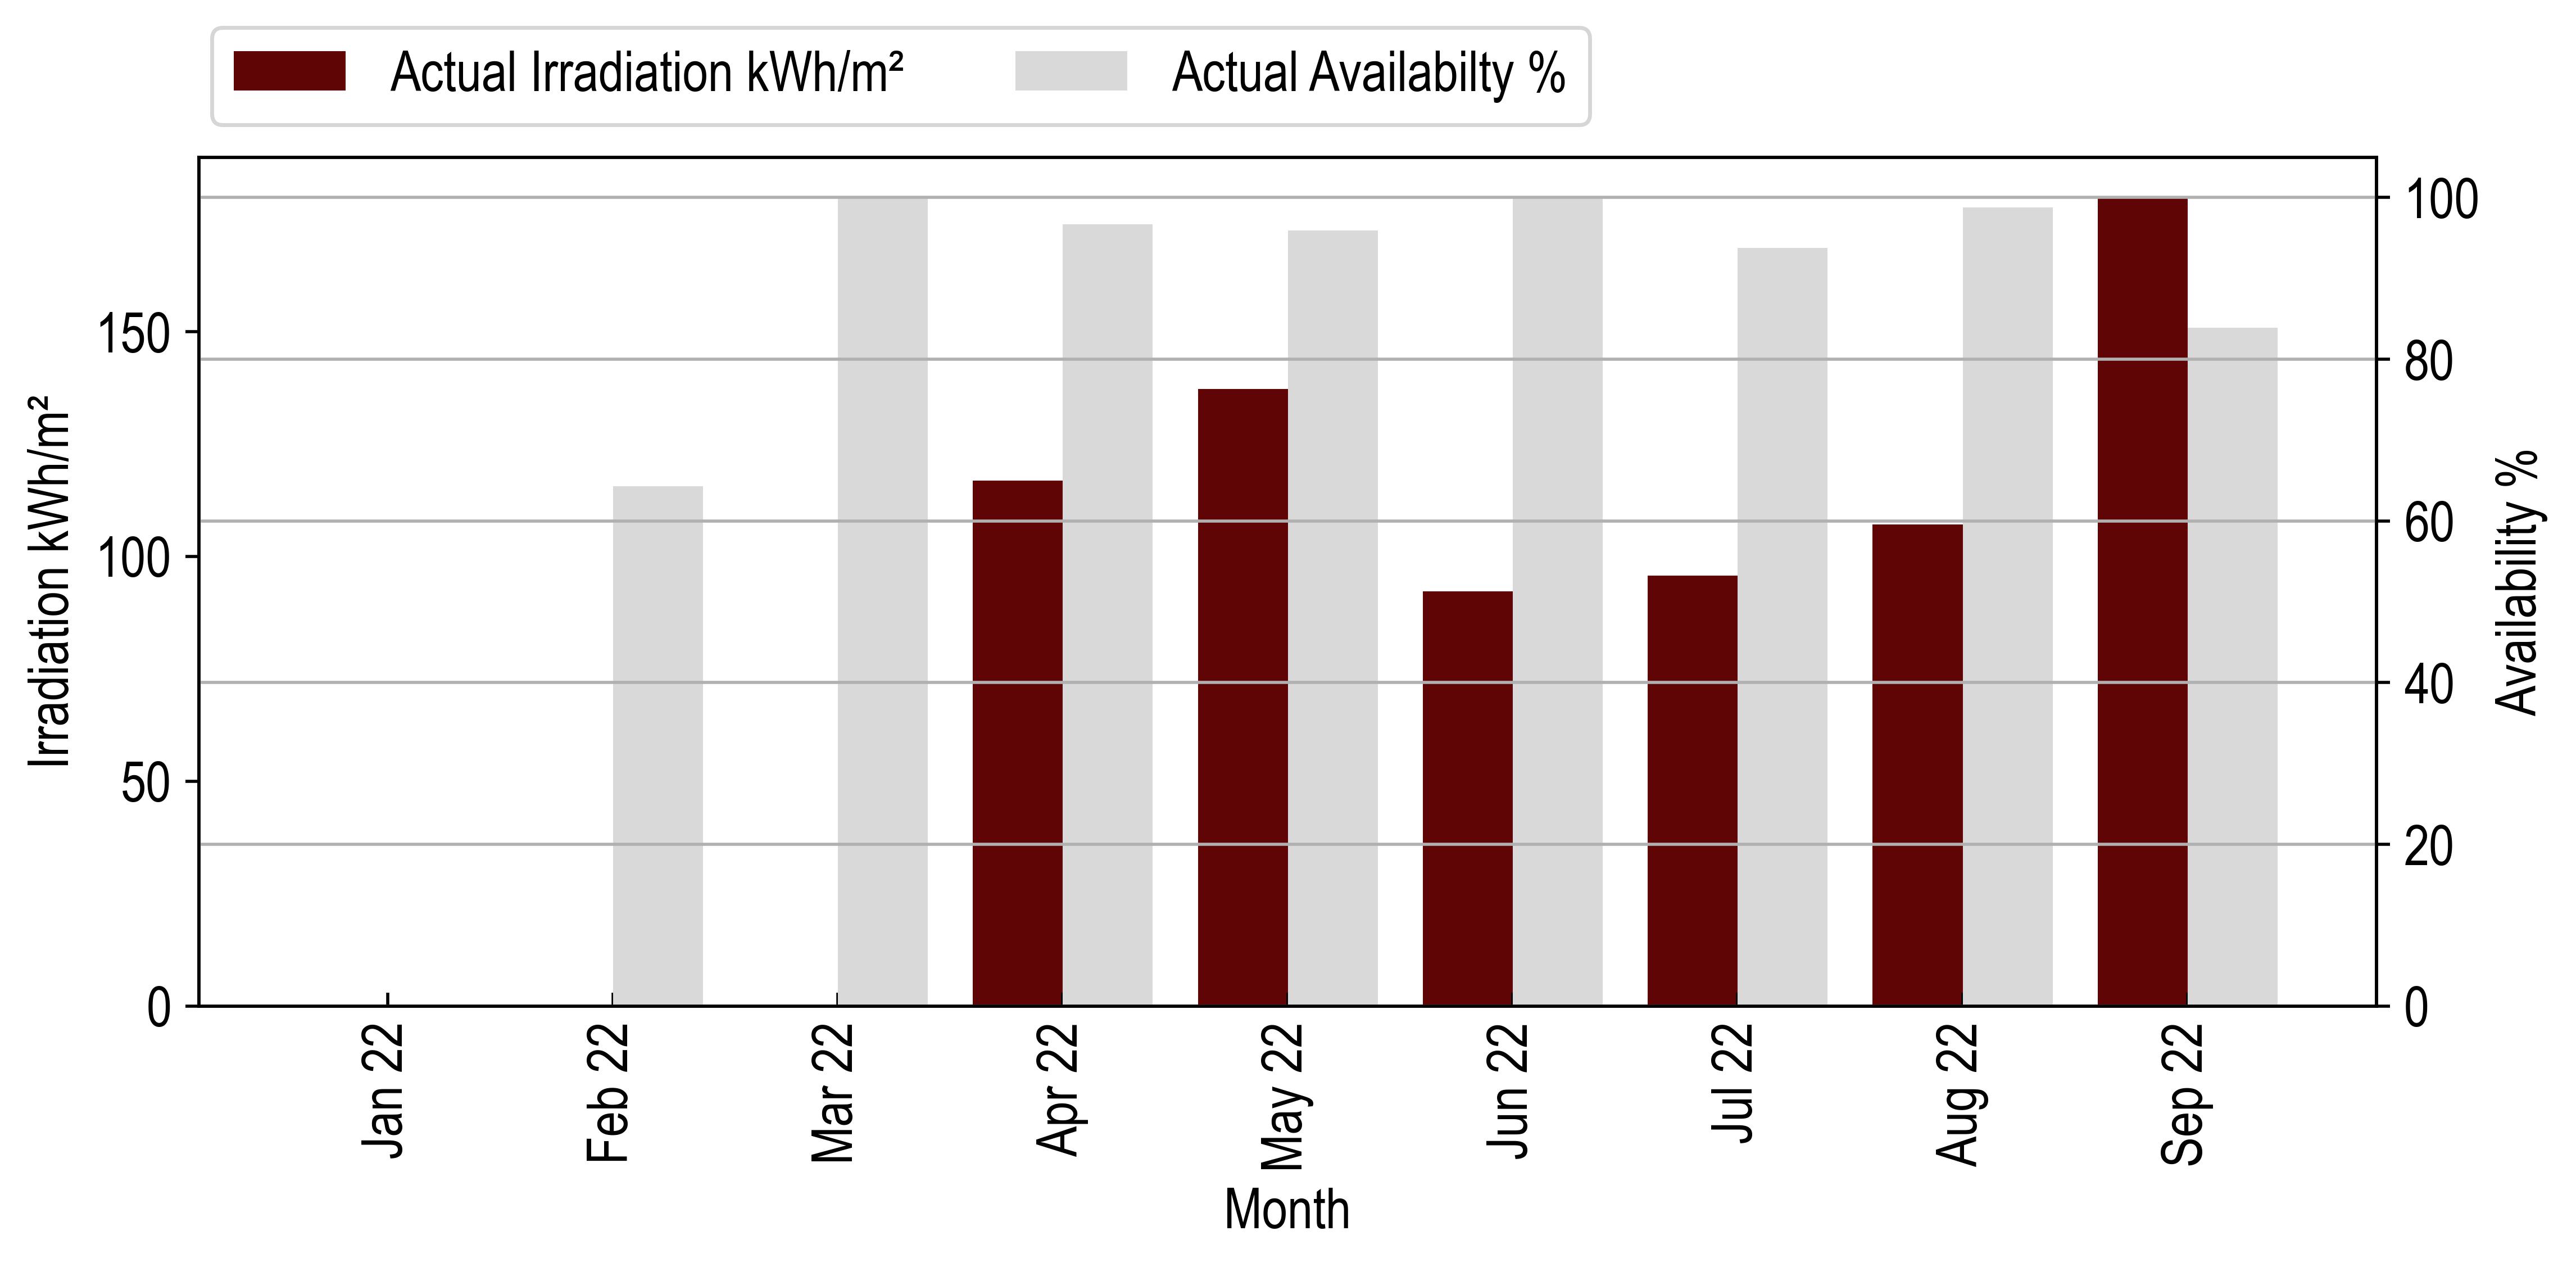 Actual Irradiation kWh/m²
Actual Availabilty %
Irradiation kWh/m²
150
100
50
0
100
80
60
40
20
0
Availability %
Jan 22
Feb 22
Mar 22
Apr 22
May 22
Jun 22
Jul 22
Aug 22
Sep 22
Month